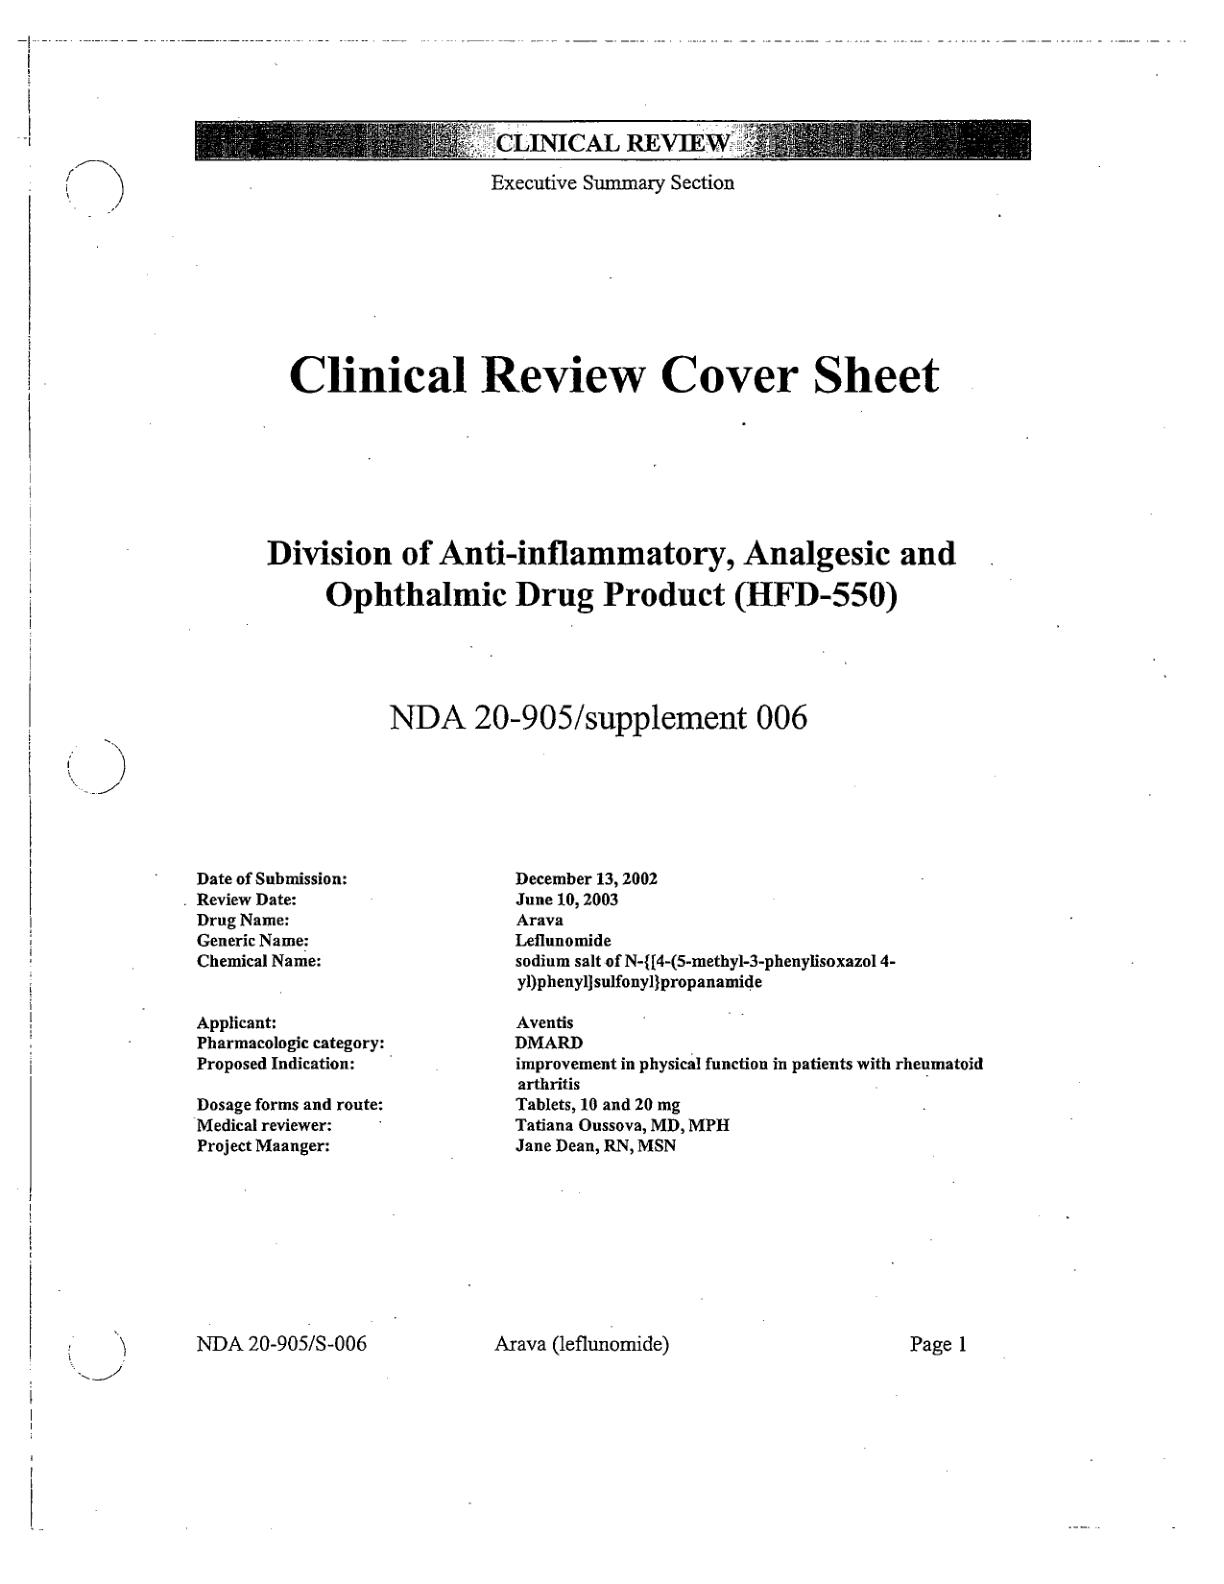 CLINICAL REVIEW
Executive Summary Section
Clinical Review Cover Sheet
Division of Anti-inflammatory, Analgesic and
Ophthalmic Drug Product (HFD-550)
NDA 20-905/supplement 006
Date of Submission: December 13, 2002
Review Date: June 10, 2003
Drug Name: Arava
Generic Name: Leflunomide
Chemical Name: sodium salt of N-{[4-(5-methyl-3-phenylisoxazol 4-
yl)phenyl]sulfonyl}propanamide
Applicant: Aventis
Pharmacologic category: DMARD
Proposed Indication: improvement in physical function in patients with rheumatoid
arthritis
Dosage forms and route: Tablets, 10 and 20 mg
Medical reviewer: Tatiana Oussova, MD, MPH
Project Maanger: Jane Dean, RN, MSN
NDA 20-905/S-006 Arava (leflunomide) Page 1